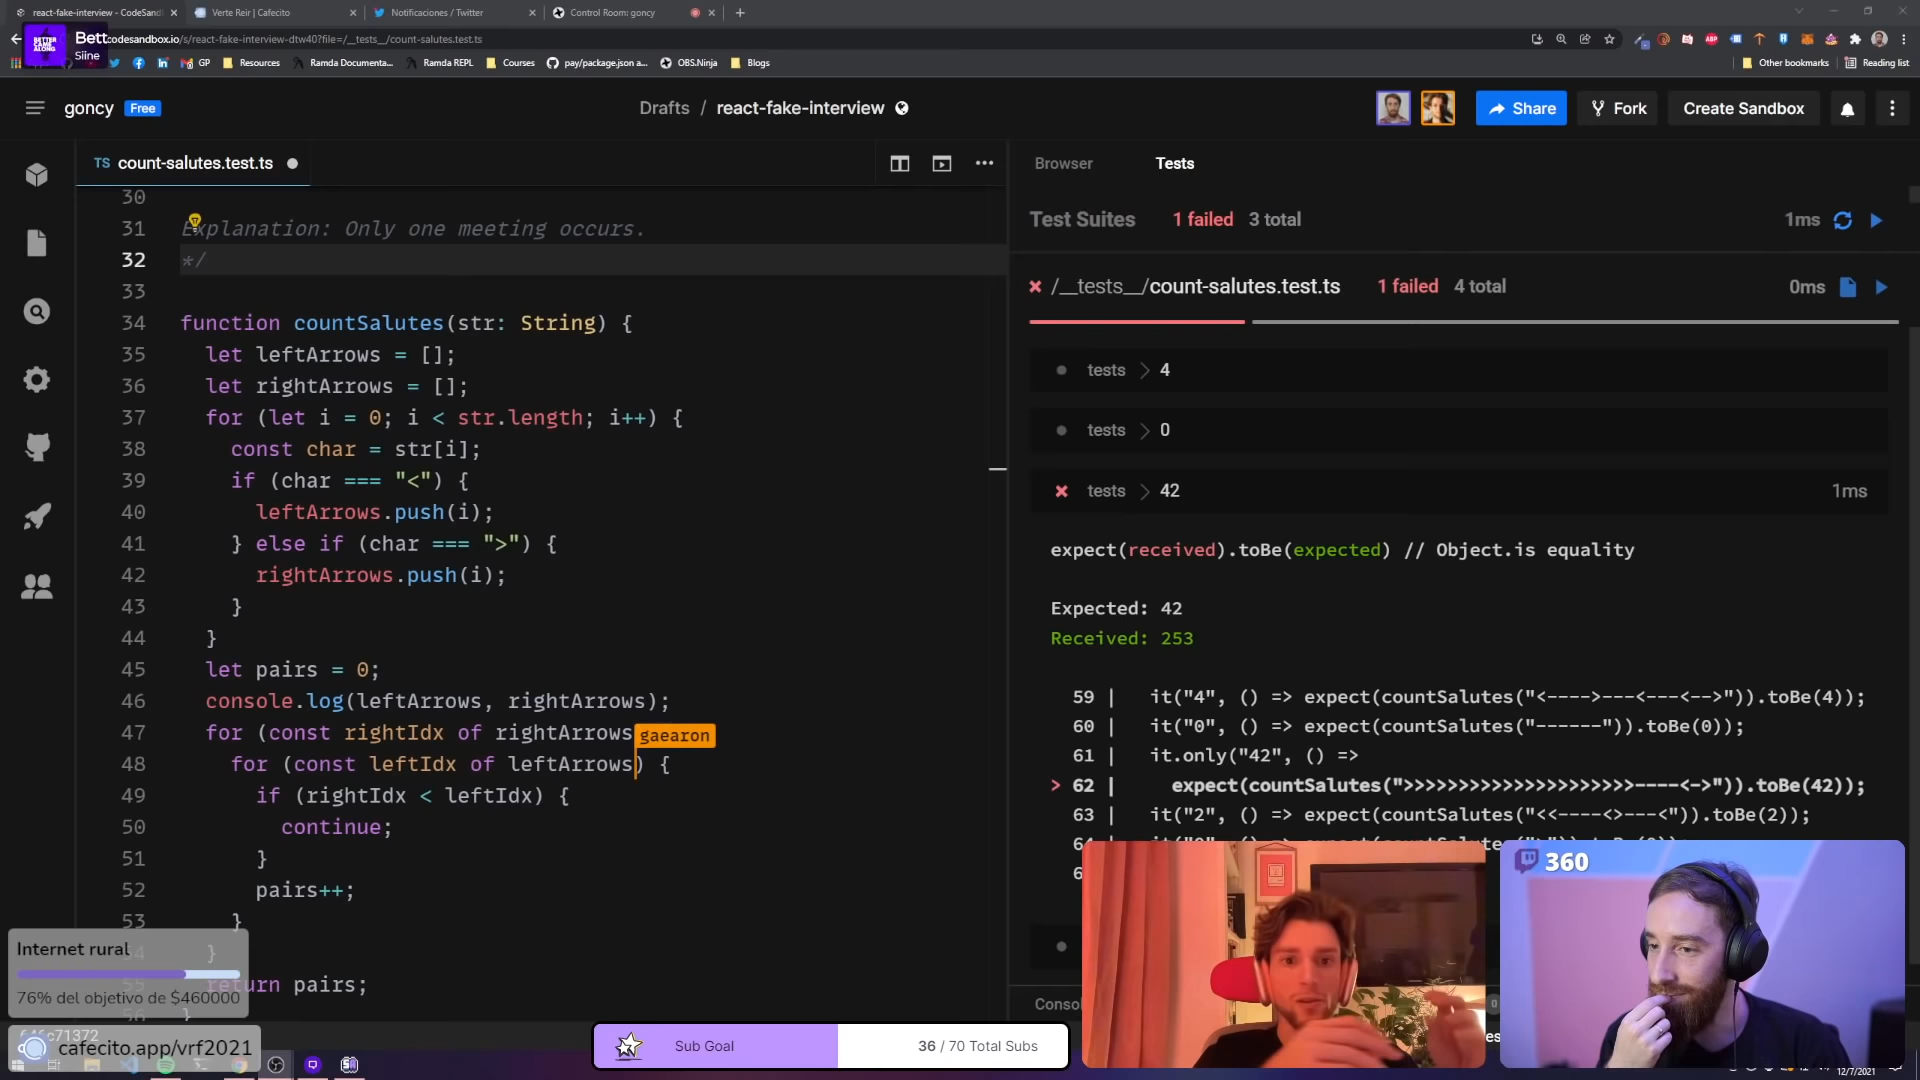 react-fake-interview - CodeSand
Verte Reir | Cafecito
Notificaciones / Twitter
Control Room: goncy
Bett
Siine
codesandbox.io/s/react-fake-interview-dtw40?file=/__tests__/count-salutes.test.ts
GP
Resources
Ramda Documenta...
Ramda REPL
Courses
pay/package.json a...
OBS.Ninja
Blogs
Other bookmarks
Reading list
goncy Free
Drafts / react-fake-interview
Share
Fork
Create Sandbox
TS count-salutes.test.ts
Browser
Tests
30
31 Explanation: Only one meeting occurs.
32 */
33
34 function countSalutes(str: String) {
35 let leftArrows = [];
36 let rightArrows = [];
37 for (let i = 0; i < str.length; i++) {
38 const char = str[i];
39 if (char === "<") {
40 leftArrows.push(i);
41 } else if (char === ">") {
42 rightArrows.push(i);
43 }
44 }
45 let pairs = 0;
46 console.log(leftArrows, rightArrows);
47 for (const rightIdx of rightArrows
gaearon
48 for (const leftIdx of leftArrows) {
49 if (rightIdx < leftIdx) {
50 continue;
51 }
52 pairs++;
53 }
}
return pairs;
Test Suites 1 failed 3 total 1ms
/__tests__/count-salutes.test.ts 1 failed 4 total 0ms
tests > 4
tests > 0
tests > 42 1ms
expect(received).toBe(expected) // Object.is equality
Expected: 42
Received: 253
59 | it("4", () => expect(countSalutes("<---->---<---<-->")).toBe(4));
60 | it("0", () => expect(countSalutes("------")).toBe(0));
61 | it.only("42", () =>
> 62 | expect(countSalutes(">>>>>>>>>>>>>>>>>>>>>----<->")).toBe(42));
63 | it("2", () => expect(countSalutes("<<----<>---<")).toBe(2));
Internet rural
76% del objetivo de $460000
cafecito.app/vrf2021
Sub Goal
36 / 70 Total Subs
360
12/7/2021